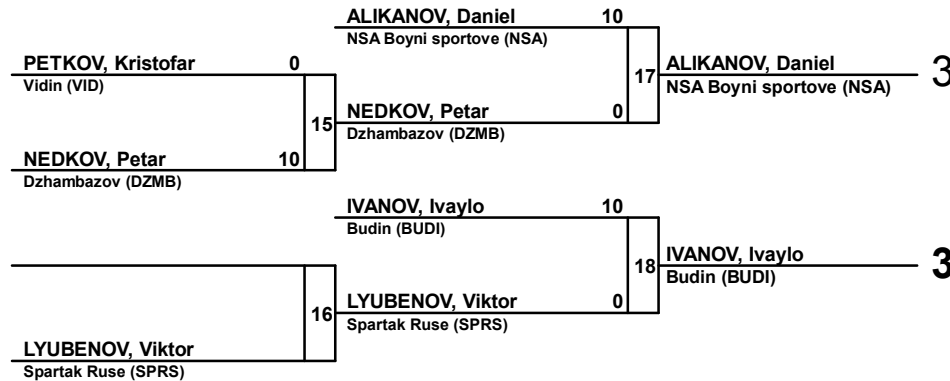 ALIKANOV, Daniel 10
NSA Boyni sportove (NSA)
PETKOV, Kristofar 0
Vidin (VID)
17
ALIKANOV, Daniel
NSA Boyni sportove (NSA)
3
15
NEDKOV, Petar 0
Dzhambazov (DZMB)
NEDKOV, Petar 10
Dzhambazov (DZMB)
IVANOV, Ivaylo 10
Budin (BUDI)
18
IVANOV, Ivaylo
Budin (BUDI)
3
16
LYUBENOV, Viktor 0
Spartak Ruse (SPRS)
LYUBENOV, Viktor
Spartak Ruse (SPRS)